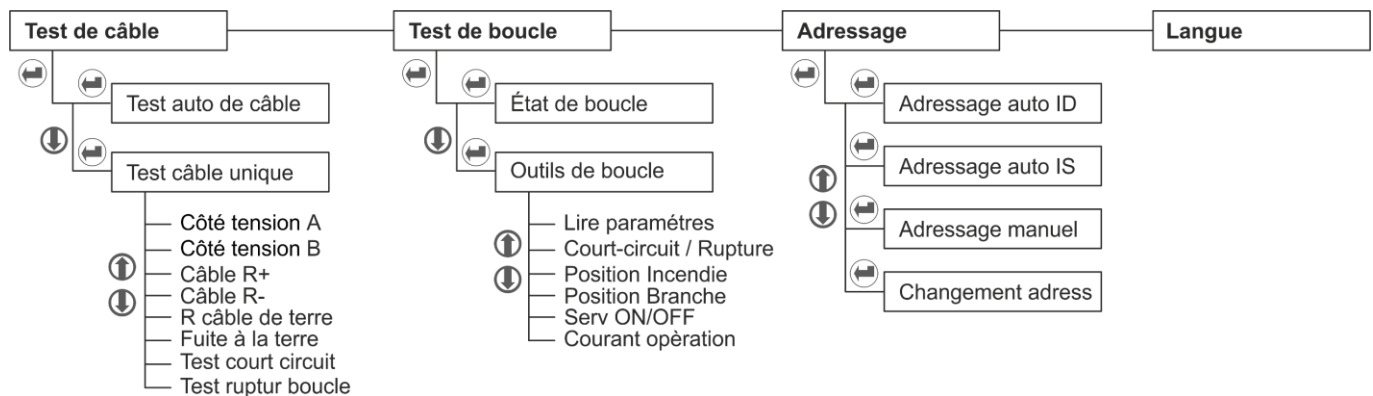 Test de câble
Test auto de câble
Test câble unique
Côté tension A
Côté tension B
Câble R+
Câble R-
R câble de terre
Fuite à la terre
Test court circuit
Test ruptur boucle
Test de boucle
État de boucle
Outils de boucle
Lire paramétres
Court-circuit / Rupture
Position Incendie
Position Branche
Serv ON/OFF
Courant opèration
Adressage
Adressage auto ID
Adressage auto IS
Adressage manuel
Changement adress
Langue